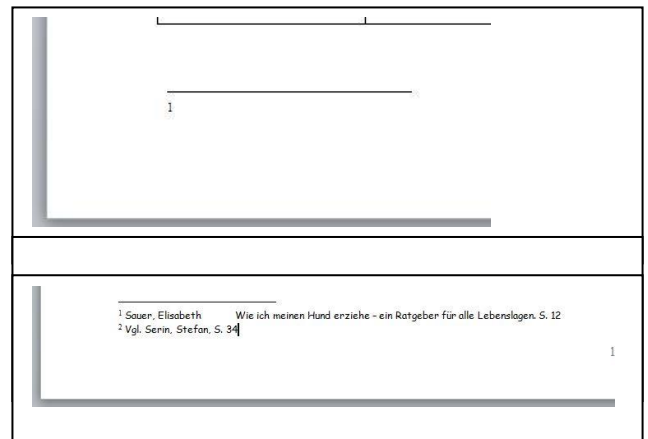 1
1 Sauer, Elisabeth Wie ich meinen Hund erziehe - ein Ratgeber für alle Lebenslagen. S. 12
2 Vgl. Serin, Stefan, S. 34
1